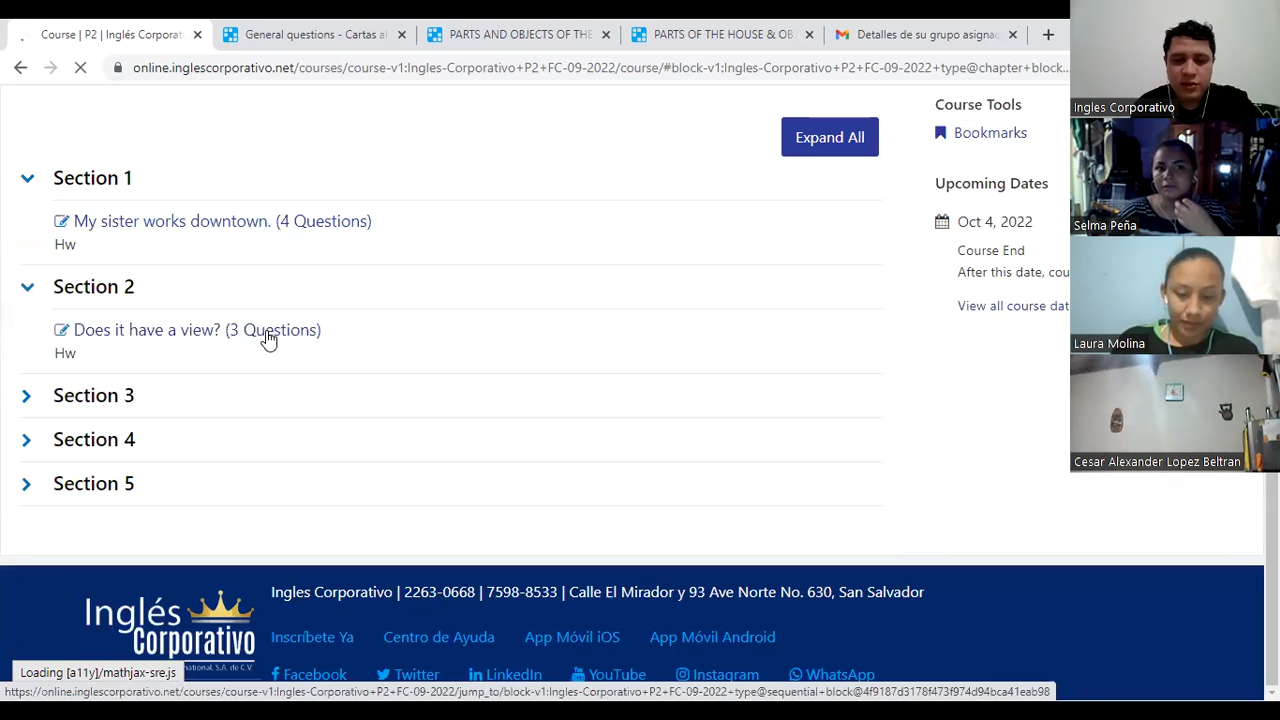 Course | P2 | Inglés Corporat
General questions - Cartas al
PARTS AND OBJECTS OF THE
PARTS OF THE HOUSE & OB
Detalles de su grupo asigna
online.inglescorporativo.net/courses/course-v1:Ingles-Corporativo+P2+FC-09-2022/course/#block-v1:Ingles-Corporativo+P2+FC-09-2022+type@chapter+block...
Ingles Corporativo
Course Tools
Bookmarks
Expand All
Section 1
Upcoming Dates
My sister works downtown. (4 Questions)
Oct 4, 2022
Selma Peña
Hw
Course End
After this date, cou
Section 2
View all course dat
Does it have a view? (3 Questions)
Laura Molina
Hw
Section 3
Section 4
Cesar Alexander Lopez Beltran
Section 5
Inglés
Corporativo
national, S.A. de C.V.
Ingles Corporativo | 2263-0668 | 7598-8533 | Calle El Mirador y 93 Ave Norte No. 630, San Salvador
Inscríbete Ya
Centro de Ayuda
App Móvil iOS
App Móvil Android
Facebook
Twitter
LinkedIn
YouTube
Instagram
WhatsApp
Loading [a11y]/mathjax-sre.js
https://online.inglescorporativo.net/courses/course-v1:Ingles-Corporativo+P2+FC-09-2022/jump_to/block-v1:Ingles-Corporativo+P2+FC-09-2022+type@sequential+block@4f9187d3178f473f974d94bca41eab98